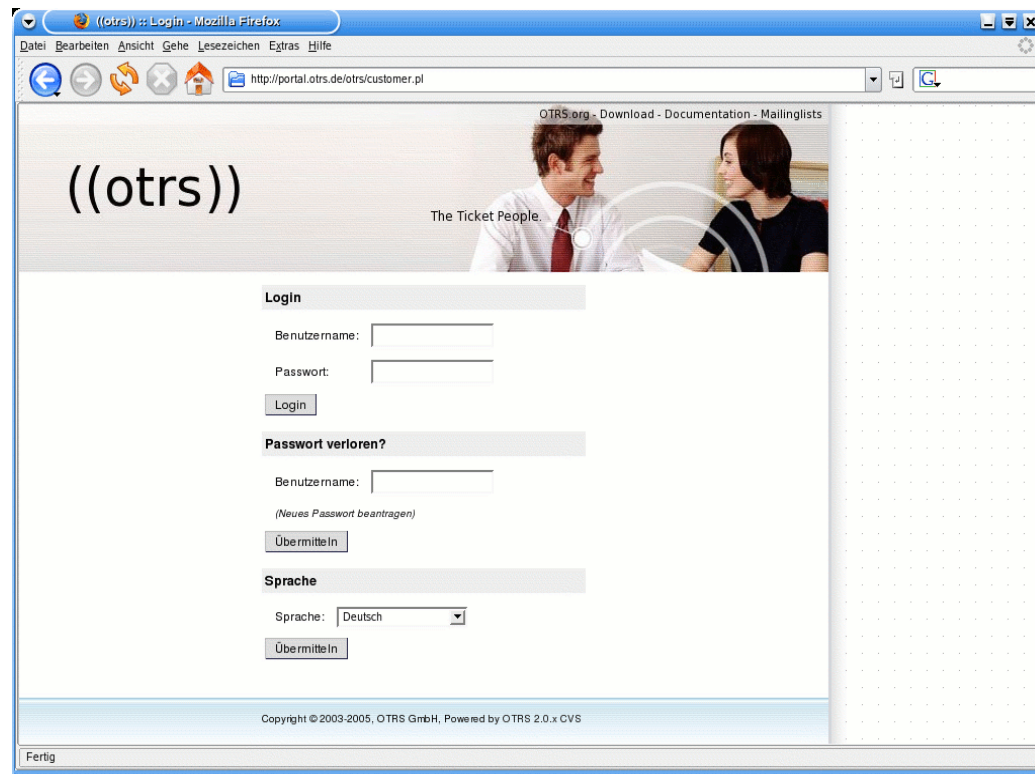 ((otrs)) :: Login - Mozilla Firefox
Datei Bearbeiten Ansicht Gehe Lesezeichen Extras Hilfe
http://portal.otrs.de/otrs/customer.pl
G
OTRS.org - Download - Documentation - Mailinglists
((otrs))
The Ticket People.
Login
Benutzername:
Passwort:
Login
Passwort verloren?
Benutzername:
(Neues Passwort beantragen)
Übermitteln
Sprache
Sprache: Deutsch
Übermitteln
Copyright © 2003-2005, OTRS GmbH, Powered by OTRS 2.0.x CVS
Fertig